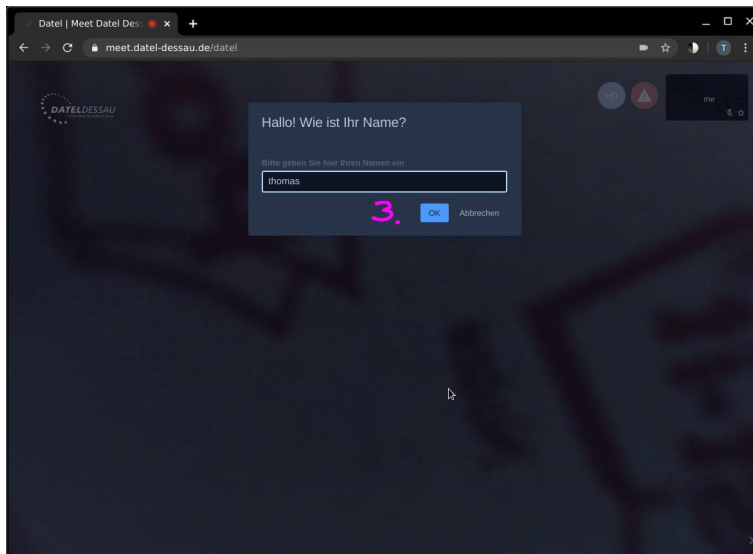 Datel | Meet Datel Des
meet.datel-dessau.de/datel
T
DATELDESSAU
HD
me
Hallo! Wie ist Ihr Name?
Bitte geben Sie hier Ihren Namen ein
thomas
3.
OK
Abbrechen